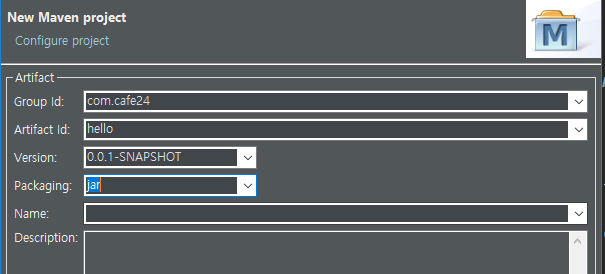 New Maven project
Configure project
M
Artifact
Group Id: com.cafe24
Artifact Id: hello
Version: 0.0.1-SNAPSHOT
Packaging: jar
Name:
Description: